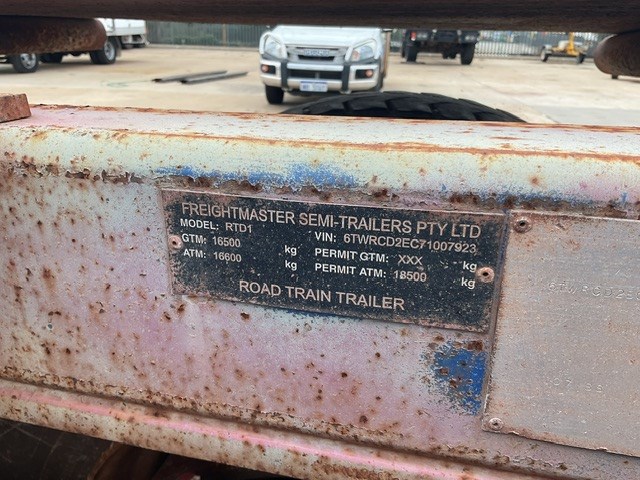 FREIGHTMASTER SEMI-TRAILERS PTY LTD
MODEL: RTD1 VIN: 6TWRCD2EC71007923
GTM: 16500 kg PERMIT GTM: XXX kg
ATM: 16600 kg PERMIT ATM: 18500 kg
ROAD TRAIN TRAILER